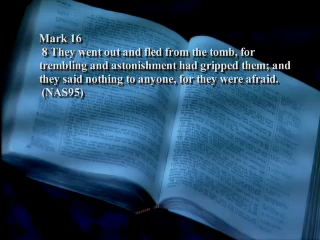 Mark 16
8 They went out and fled from the tomb, for
trembling and astonishment had gripped them; and
they said nothing to anyone, for they were afraid.
(NAS95)